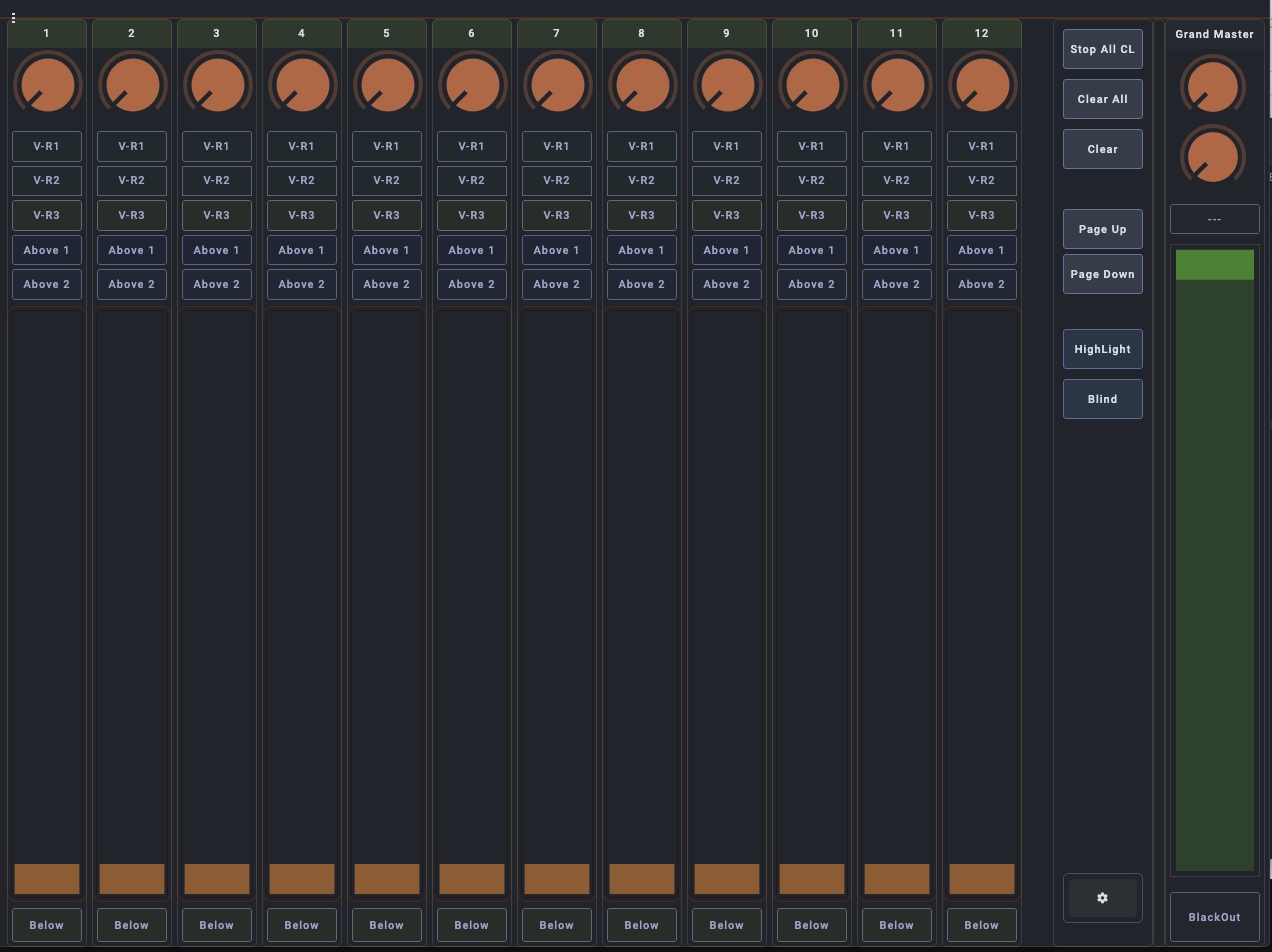 1 2 3 4 5 6 7 8 9 10 11 12 Grand Master
Stop All CL
Clear All
V-R1 V-R1 V-R1 V-R1 V-R1 V-R1 V-R1 V-R1 V-R1 V-R1 V-R1 V-R1 Clear
V-R2 V-R2 V-R2 V-R2 V-R2 V-R2 V-R2 V-R2 V-R2 V-R2 V-R2 V-R2
V-R3 V-R3 V-R3 V-R3 V-R3 V-R3 V-R3 V-R3 V-R3 V-R3 V-R3 V-R3 ---
Page Up
Above 1 Above 1 Above 1 Above 1 Above 1 Above 1 Above 1 Above 1 Above 1 Above 1 Above 1 Above 1
Page Down
Above 2 Above 2 Above 2 Above 2 Above 2 Above 2 Above 2 Above 2 Above 2 Above 2 Above 2 Above 2
HighLight
Blind
Below Below Below Below Below Below Below Below Below Below Below Below BlackOut